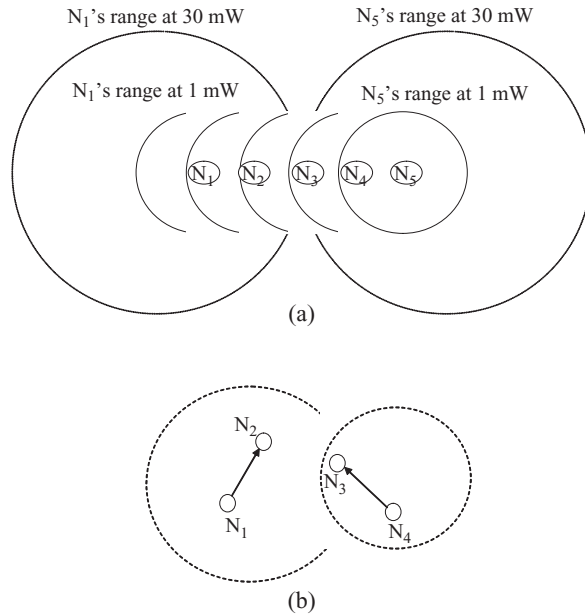 N₁'s range at 30 mW
N₅'s range at 30 mW
N₁'s range at 1 mW
N₅'s range at 1 mW
N₁ N₂ N₃ N₄ N₅
(a)
N₂
N₃
N₁
N₄
(b)